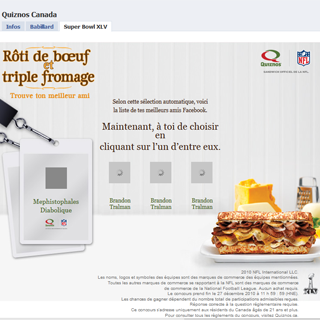 Quiznos Canada
Infos Babillard Super Bowl XLV
Rôti de bœuf
et
triple fromage
Trouve ton meilleur ami
QUIZNOS
NFL
Selon cette sélection automatique, voici
la liste de tes meilleurs amis Facebook.
Maintenant, à toi de choisir
en
cliquant sur l'un d'entre eux.
Mephistophales
Diabolique
Brandon
Tralman
Brandon
Tralman
Brandon
Tralman
2010 NFL International LLC.
Les noms, logos et symboles des équipes sont des marques de commerce des équipes mentionnées.
Toutes les autres marques de commerce se rapportant à la NFL sont des marques de commerce
de commerce de la National Football League. Aucun achat requis
Le concours prend fin le 27 décembre 2010 à 11 h 59 : 59 (HNE).
Les chances de gagner dépendent du nombre total de participations admissibles reçues
Réponse correcte à la question réglementaire requise.
Ce concours s'adresse uniquement aux résidents du Canada âgés de 21 ans et plus
Pour consulter tous les règlements du concours, visitez Quiznos.ca